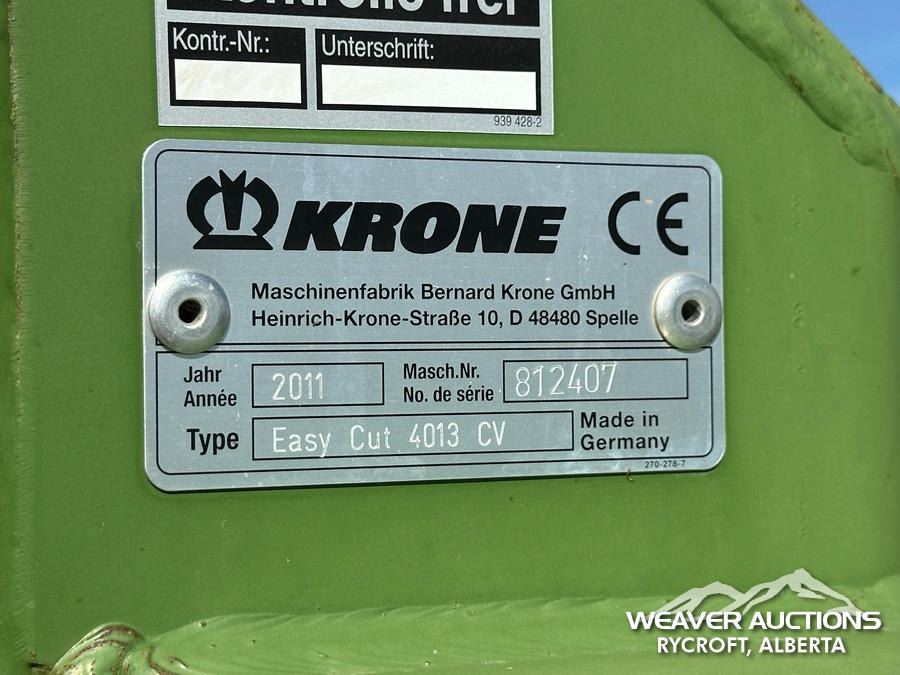 Kontr.-Nr.:
Unterschrift:
939 428-2
KRONE CE
Maschinenfabrik Bernard Krone GmbH
Heinrich-Krone-Straße 10, D 48480 Spelle
Jahr
Année
2011
Masch.Nr.
No. de série
812407
Type
Easy Cut 4013 CV
Made in
Germany
270-278-7
WEAVER AUCTIONS
RYCROFT, ALBERTA